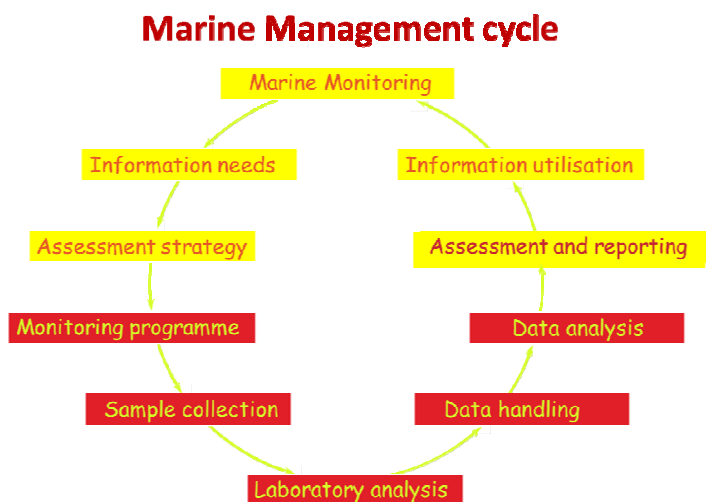 Marine Management cycle
Marine Monitoring
Information needs
Information utilisation
Assessment strategy
Assessment and reporting
Monitoring programme
Data analysis
Sample collection
Data handling
Laboratory analysis